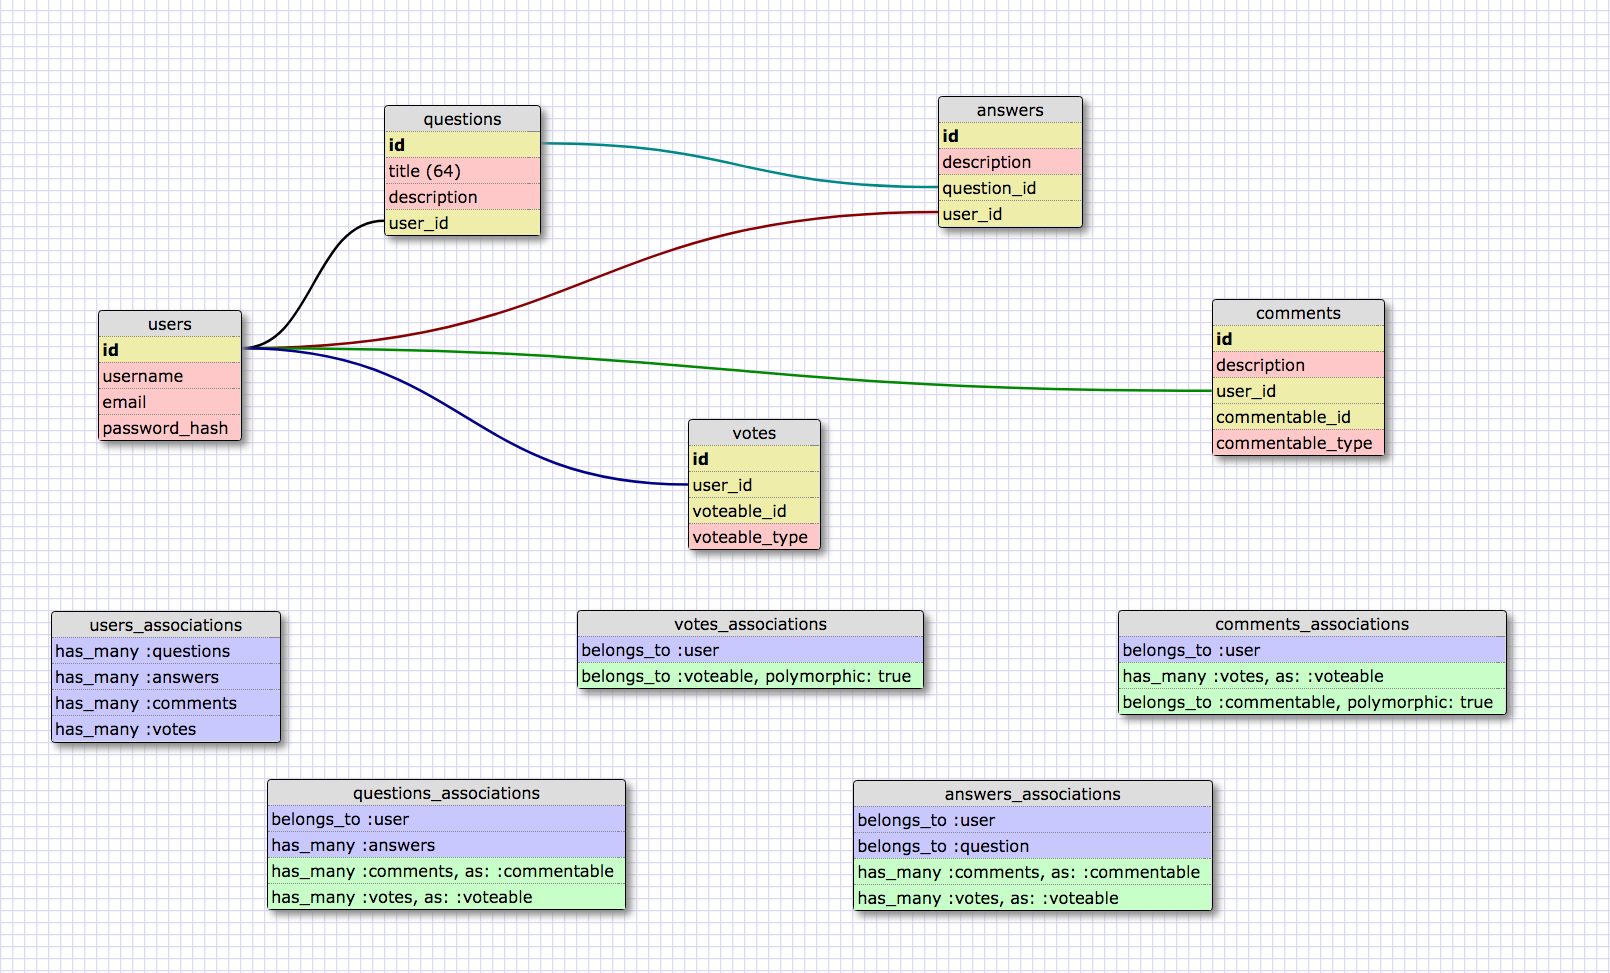 questions
id
title (64)
description
user_id
answers
id
description
question_id
user_id
users
id
username
email
password_hash
comments
id
description
user_id
commentable_id
commentable_type
votes
id
user_id
voteable_id
voteable_type
users_associations
has_many :questions
has_many :answers
has_many :comments
has_many :votes
votes_associations
belongs_to :user
belongs_to :voteable, polymorphic: true
comments_associations
belongs_to :user
has_many :votes, as: :voteable
belongs_to :commentable, polymorphic: true
questions_associations
belongs_to :user
has_many :answers
has_many :comments, as: :commentable
has_many :votes, as: :voteable
answers_associations
belongs_to :user
belongs_to :question
has_many :comments, as: :commentable
has_many :votes, as: :voteable